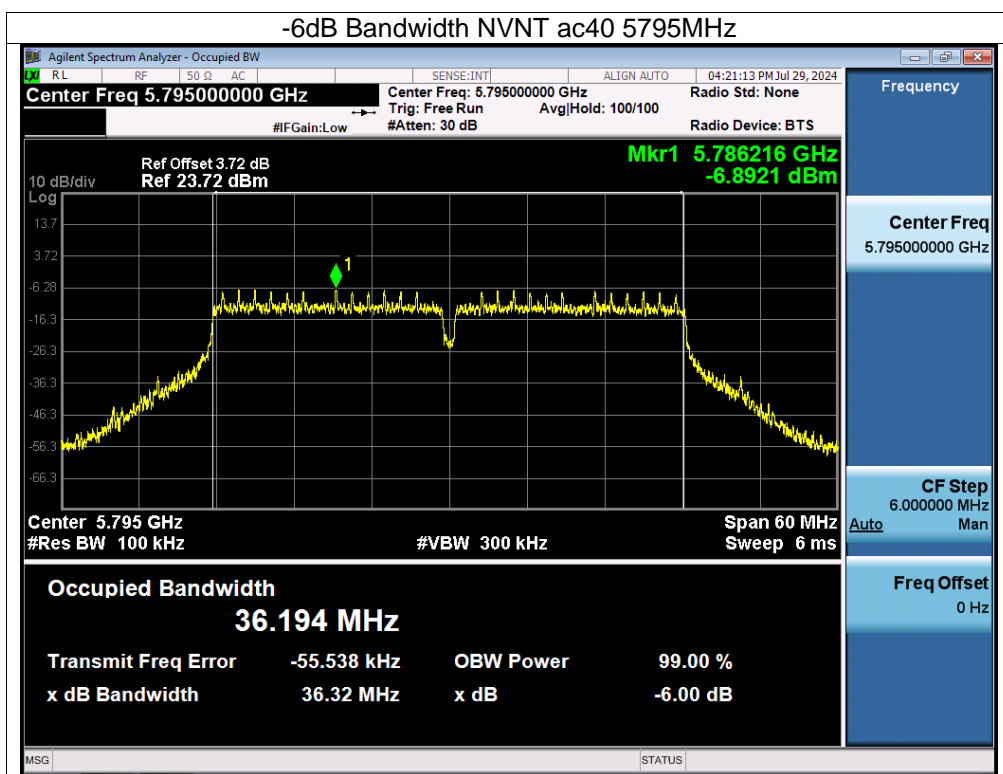 -6dB Bandwidth NVNT ac40 5795MHz
Agilent Spectrum Analyzer - Occupied BW
LXI RL RF 50 Ω AC SENSE:INT ALIGN AUTO 04:21:13 PM Jul 29, 2024
Center Freq 5.795000000 GHz
Center Freq: 5.795000000 GHz Radio Std: None
Trig: Free Run Avg|Hold: 100/100
#IFGain:Low #Atten: 30 dB Radio Device: BTS
Frequency
Ref Offset 3.72 dB
10 dB/div Ref 23.72 dBm
Mkr1 5.786216 GHz
-6.8921 dBm
Log
13.7
3.72
-6.28
-16.3
-26.3
-36.3
-46.3
-56.3
-66.3
1
Center 5.795 GHz Span 60 MHz
#Res BW 100 kHz #VBW 300 kHz Sweep 6 ms
Center Freq
5.795000000 GHz
CF Step
6.000000 MHz
Auto Man
Freq Offset
0 Hz
Occupied Bandwidth
36.194 MHz
Transmit Freq Error -55.538 kHz OBW Power 99.00 %
x dB Bandwidth 36.32 MHz x dB -6.00 dB
MSG STATUS